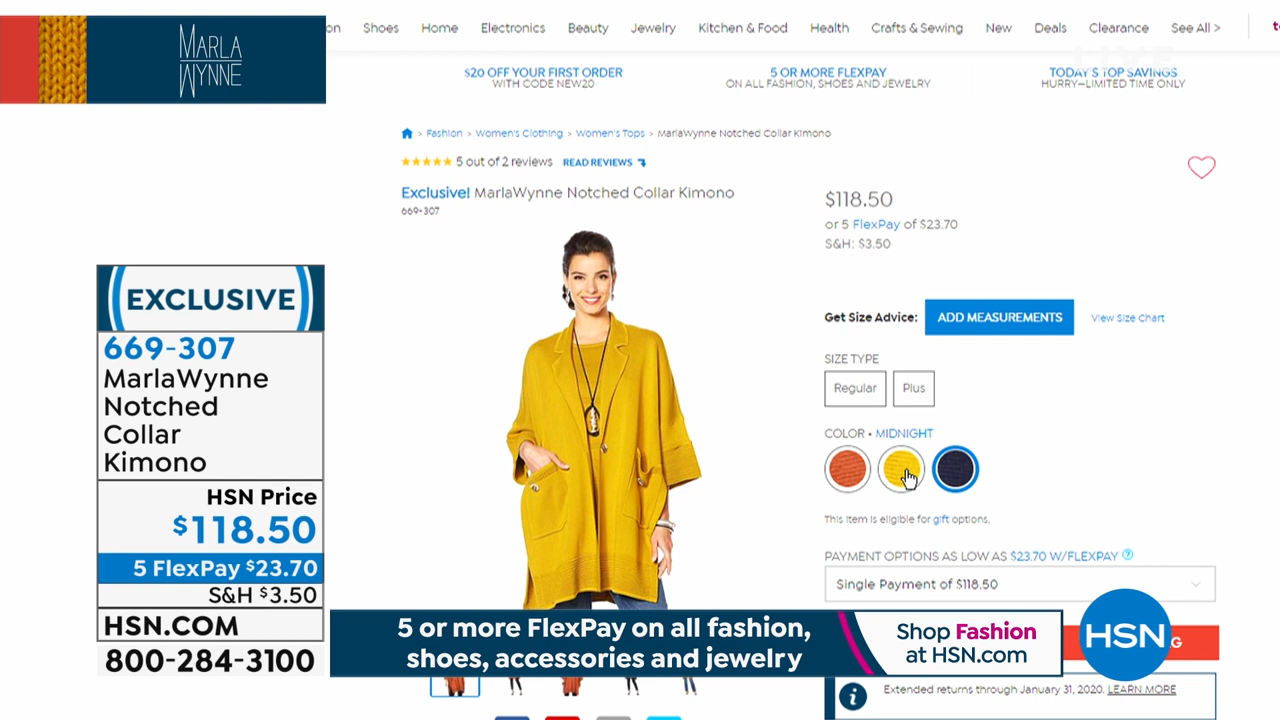 MARLA
WYNNE
Shoes
Home
Electronics
Beauty
Jewelry
Kitchen & Food
Health
Crafts & Sewing
New
Deals
Clearance
See All >
LIVE
$20 OFF YOUR FIRST ORDER
WITH CODE NEW20
5 OR MORE FLEXPAY
ON ALL FASHION, SHOES AND JEWELRY
TODAY'S TOP SAVINGS
HURRY—LIMITED TIME ONLY
> Fashion > Women's Clothing > Women's Tops > MarlaWynne Notched Collar Kimono
5 out of 2 reviews READ REVIEWS
Exclusive! MarlaWynne Notched Collar Kimono
669-307
$118.50
or 5 FlexPay of $23.70
S&H: $3.50
Get Size Advice: ADD MEASUREMENTS View Size Chart
SIZE TYPE
Regular
Plus
COLOR • MIDNIGHT
This item is eligible for gift options.
PAYMENT OPTIONS AS LOW AS $23.70 W/FLEXPAY ?
Single Payment of $118.50
G
i Extended returns through January 31, 2020. LEARN MORE
EXCLUSIVE
669-307
MarlaWynne
Notched
Collar
Kimono
HSN Price
$118.50
5 FlexPay $23.70
S&H $3.50
HSN.COM
800-284-3100
5 or more FlexPay on all fashion,
shoes, accessories and jewelry
Shop Fashion
at HSN.com
HSN